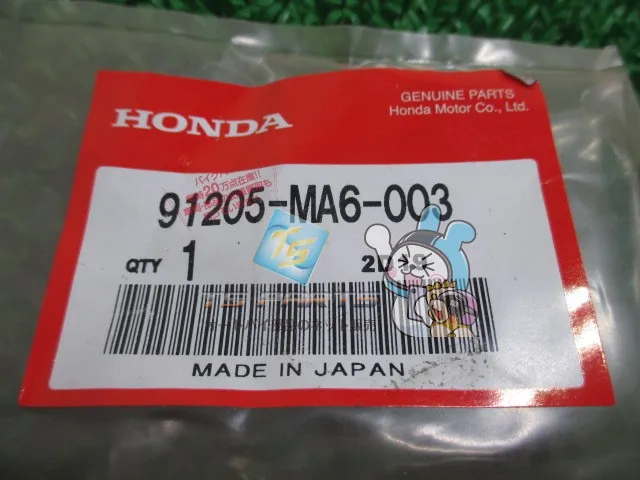 HONDA
GENUINE PARTS
Honda Motor Co., Ltd.
91205-MA6-003
QTY 1 2D
MADE IN JAPAN